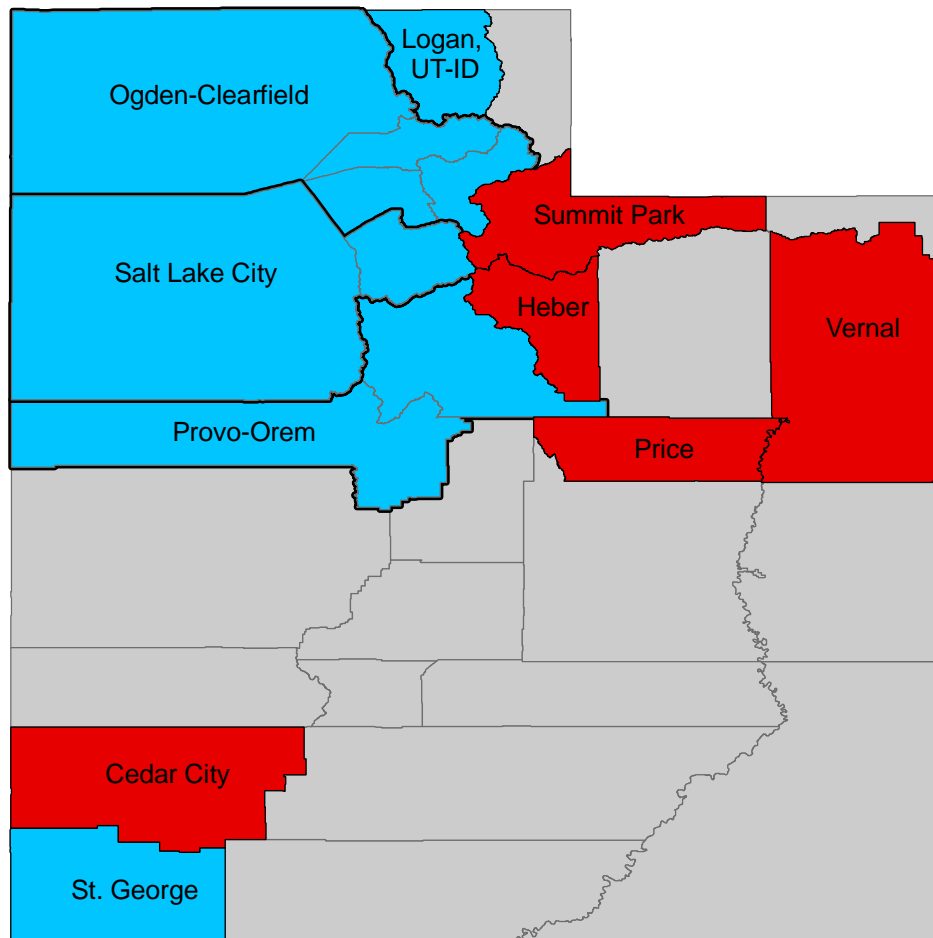 Logan,
UT-ID
Ogden-Clearfield
Summit Park
Salt Lake City
Heber
Vernal
Provo-Orem
Price
Cedar City
St. George